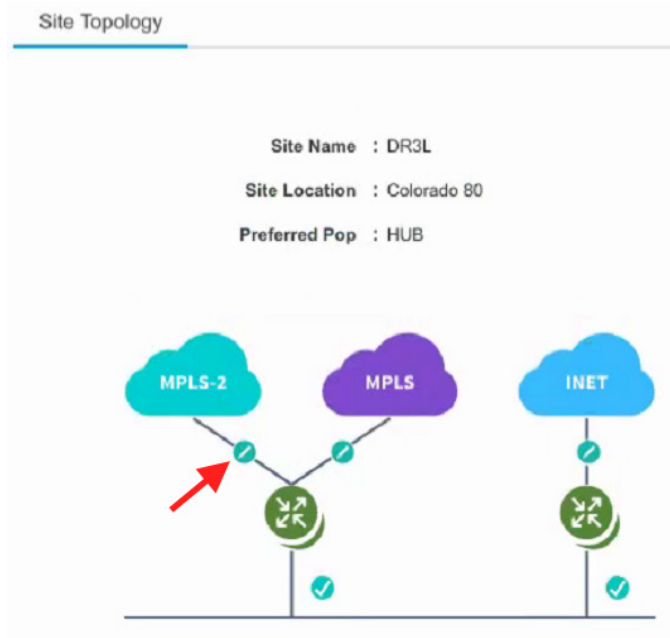 Site Topology
Site Name : DR3L
Site Location : Colorado 80
Preferred Pop : HUB
MPLS-2 MPLS INET